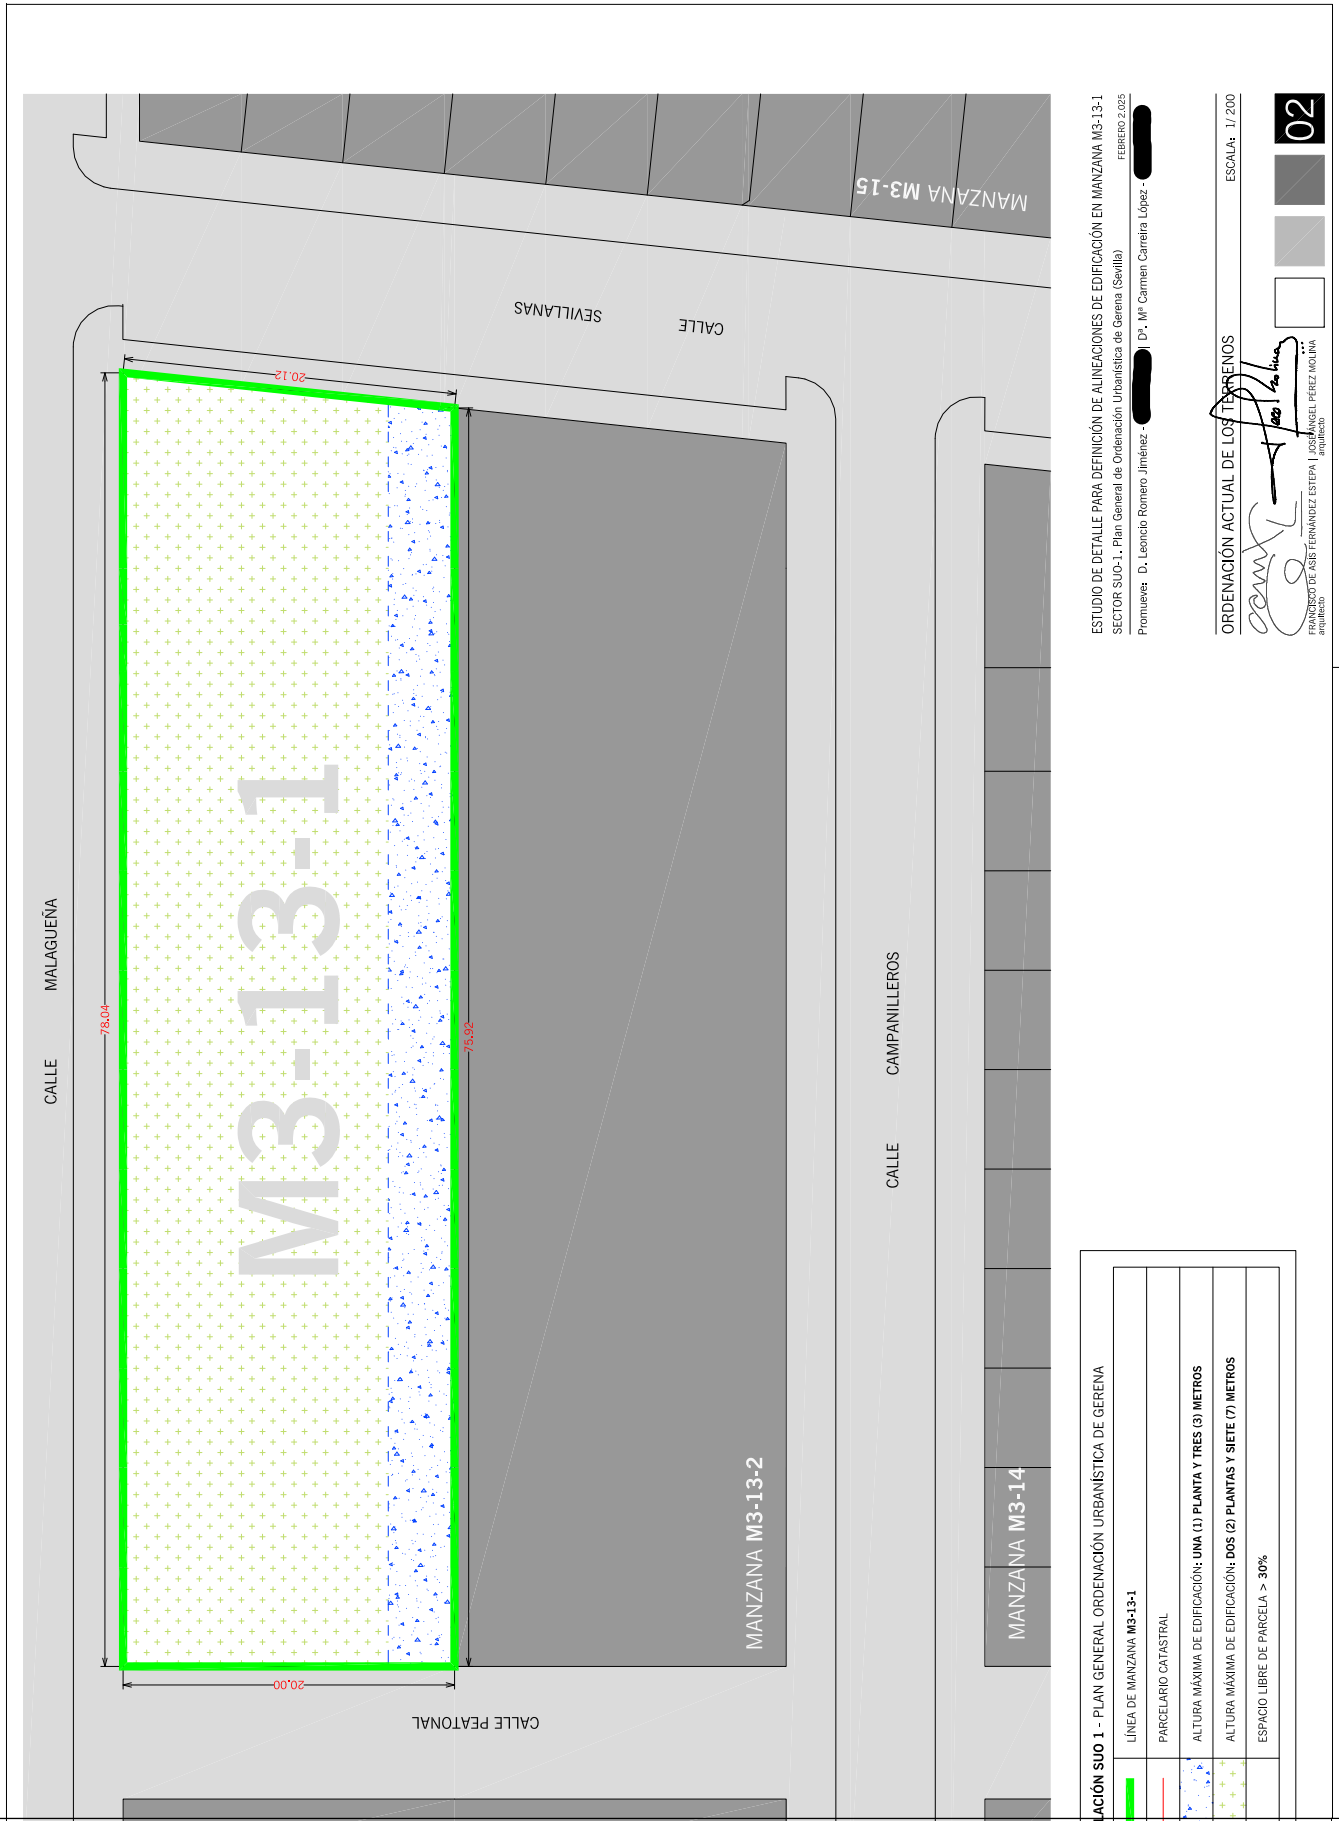 ESTUDIO DE DETALLE PARA DEFINICIÓN DE ALINEACIONES DE EDIFICACIÓN EN MANZANA M3-13-1
SECTOR SUO-1. Plan General de Ordenación Urbanística de Gerena (Sevilla)
FEBRERO 2.025
Promueve: D. Leoncio Romero Jiménez - | Dª. Mª Carmen Carreira López -
ORDENACIÓN ACTUAL DE LOS TERRENOS
ESCALA: 1/ 200
02
FRANCISCO DE ASIS FERNÁNDEZ ESTEPA | JOSÉ ÁNGEL PÉREZ MOLINA
arquitecto
arquitecto
MANZANA M3-15
CALLE SEVILLANAS
20.12
CALLE MALAGUEÑA
78.04
M3-13-1
75.92
CALLE CAMPANILLEROS
MANZANA M3-13-2
MANZANA M3-14
20.00
CALLE PEATONAL
LACIÓN SUO 1 - PLAN GENERAL ORDENACIÓN URBANÍSTICA DE GERENA
LÍNEA DE MANZANA M3-13-1
PARCELARIO CATASTRAL
ALTURA MÁXIMA DE EDIFICACIÓN: UNA (1) PLANTA Y TRES (3) METROS
ALTURA MÁXIMA DE EDIFICACIÓN: DOS (2) PLANTAS Y SIETE (7) METROS
ESPACIO LIBRE DE PARCELA > 30%